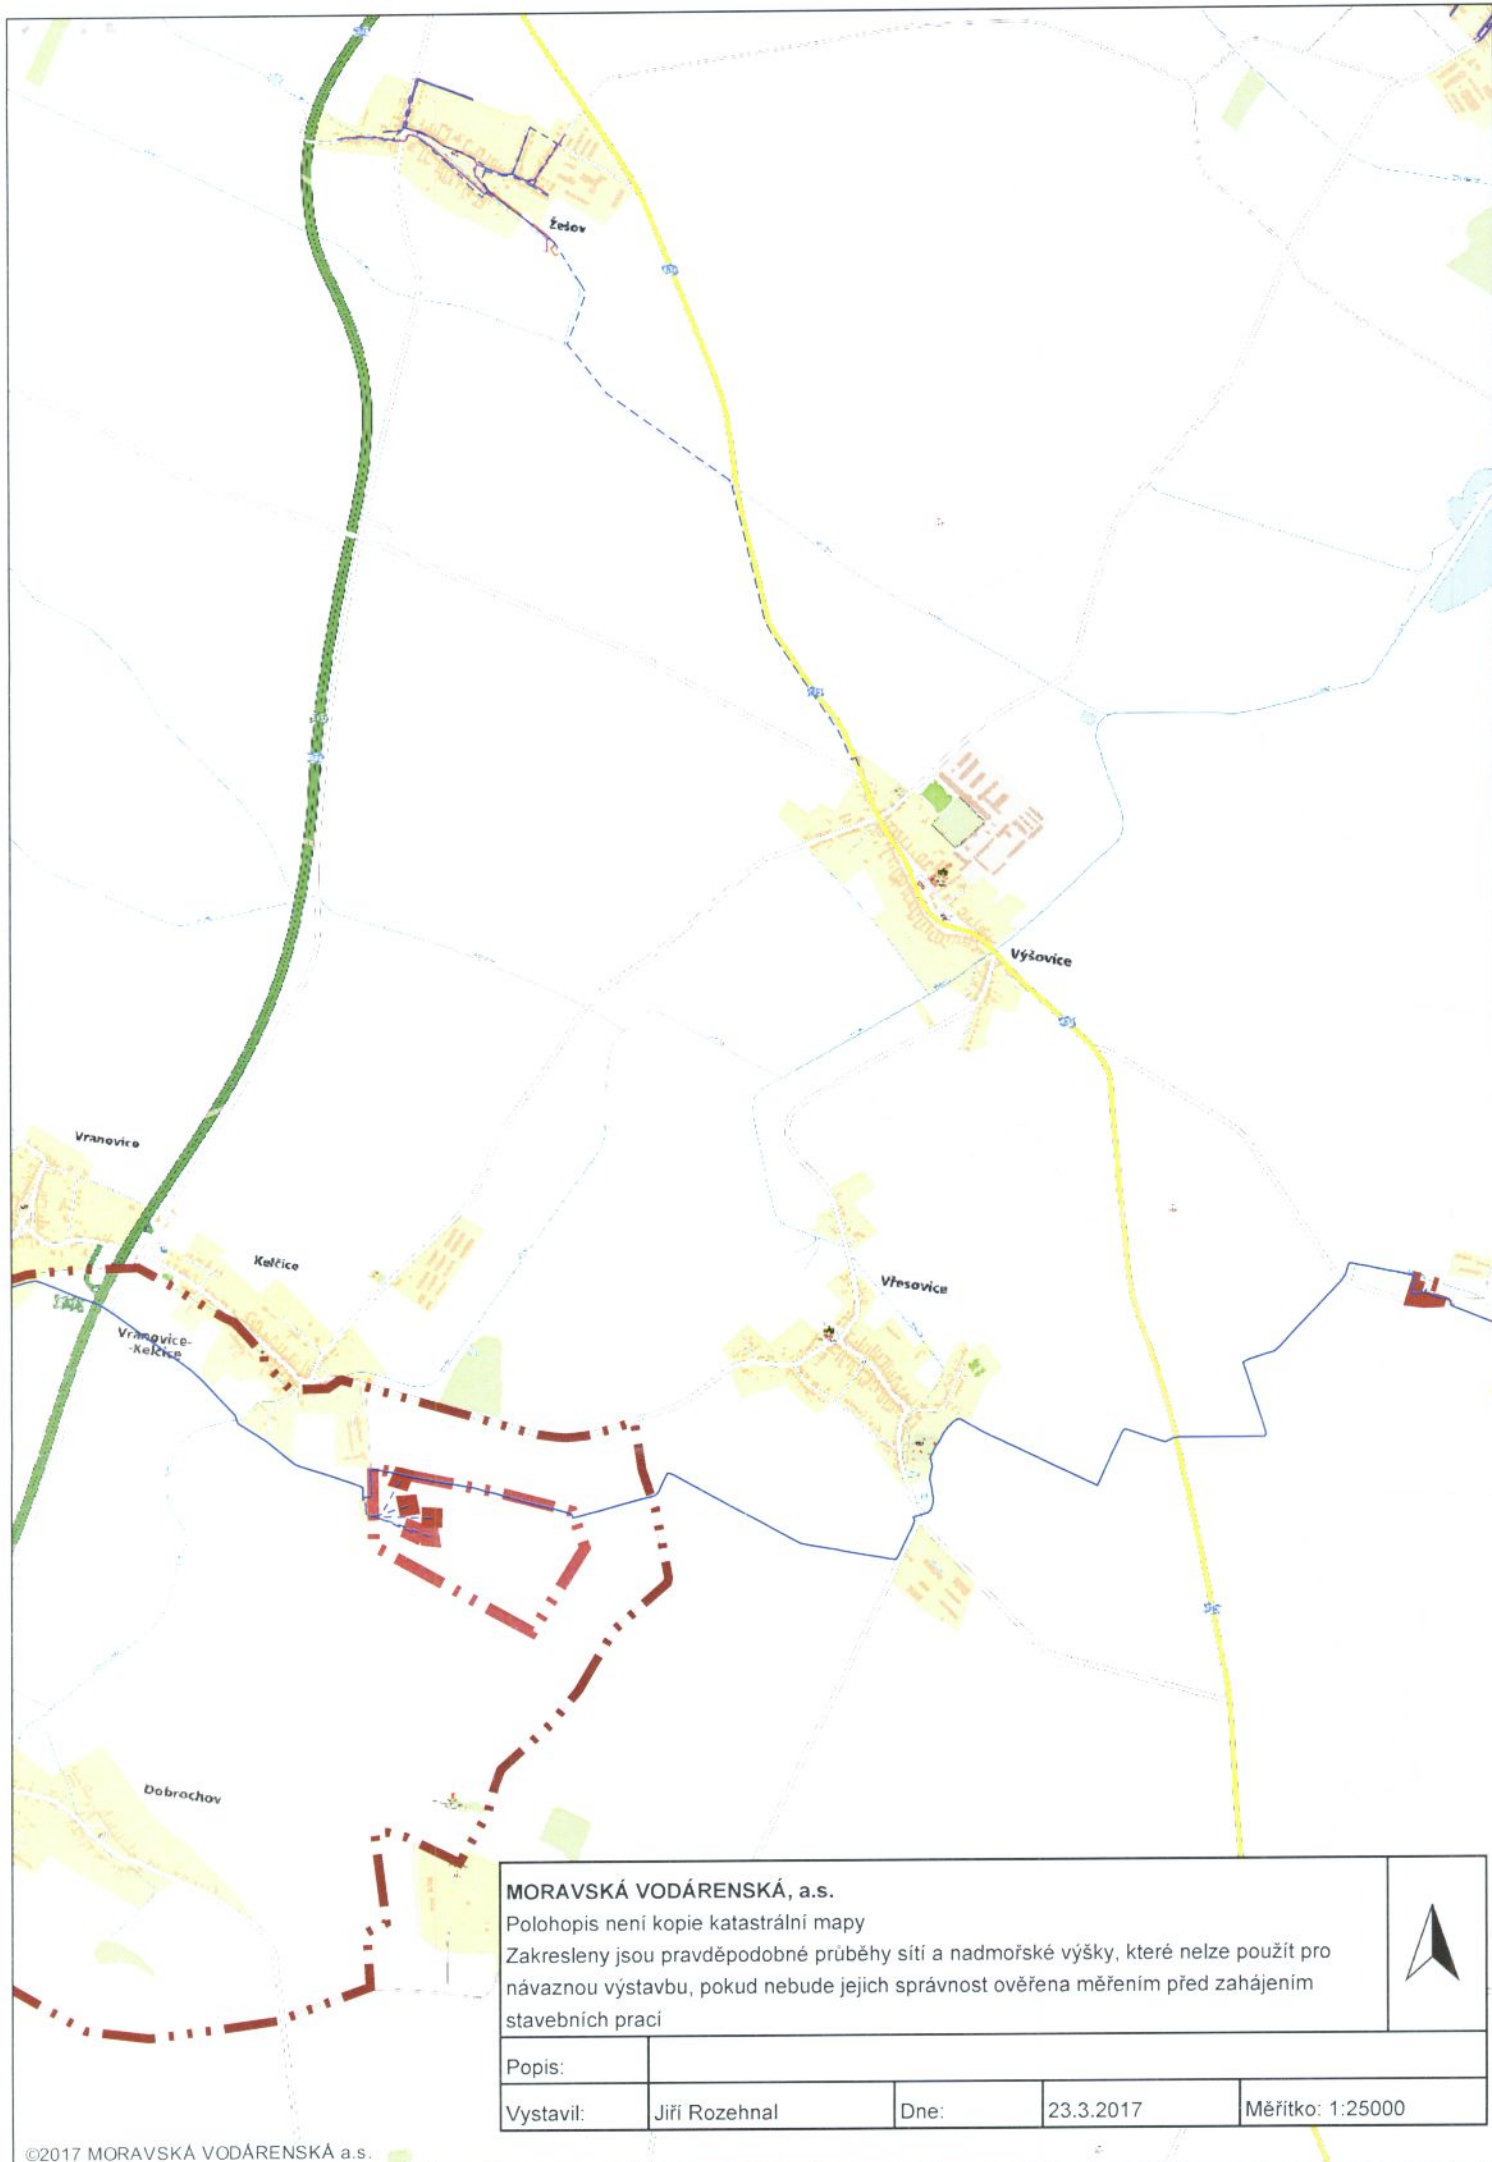 Žešov
Výšovice
Vranovice
Kelčice
Vřesovice
Vranovice-
-Kelčice
Dobrochov
MORAVSKÁ VODÁRENSKÁ, a.s.
Polohopis není kopie katastrální mapy
Zakresleny jsou pravděpodobné průběhy sítí a nadmořské výšky, které nelze použít pro
návaznou výstavbu, pokud nebude jejich správnost ověřena měřením před zahájením
stavebních prací
Popis:
Vystavil: Jiří Rozehnal Dne: 23.3.2017 Měřítko: 1:25000
©2017 MORAVSKÁ VODÁRENSKÁ a.s.